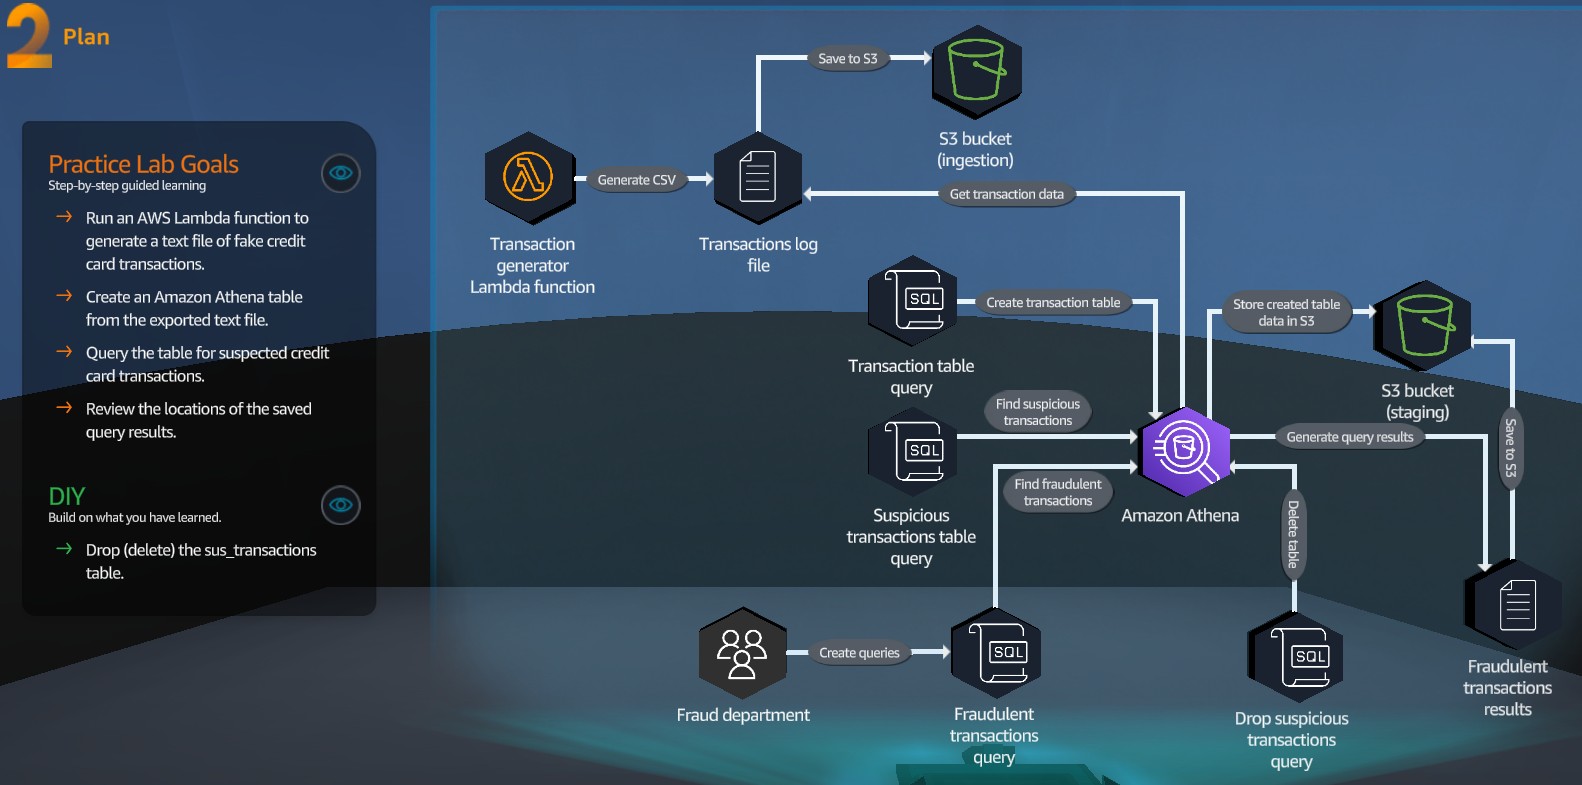 2 Plan
Practice Lab Goals
Step-by-step guided learning
Run an AWS Lambda function to
generate a text file of fake credit
card transactions.
Create an Amazon Athena table
from the exported text file.
Query the table for suspected credit
card transactions.
Review the locations of the saved
query results.
DIY
Build on what you have learned.
Drop (delete) the sus_transactions
table.
Save to S3
S3 bucket
(ingestion)
Generate CSV
Get transaction data
Transaction
generator
Lambda function
Transactions log
file
SQL
Create transaction table
Transaction table
query
Store created table
data in S3
S3 bucket
(staging)
Find suspicious
transactions
SQL
Suspicious
transactions table
query
Find fraudulent
transactions
Amazon Athena
Generate query results
Save to S3
Delete table
Fraud department
Create queries
SQL
Fraudulent
transactions
query
SQL
Drop suspicious
transactions
query
Fraudulent
transactions
results